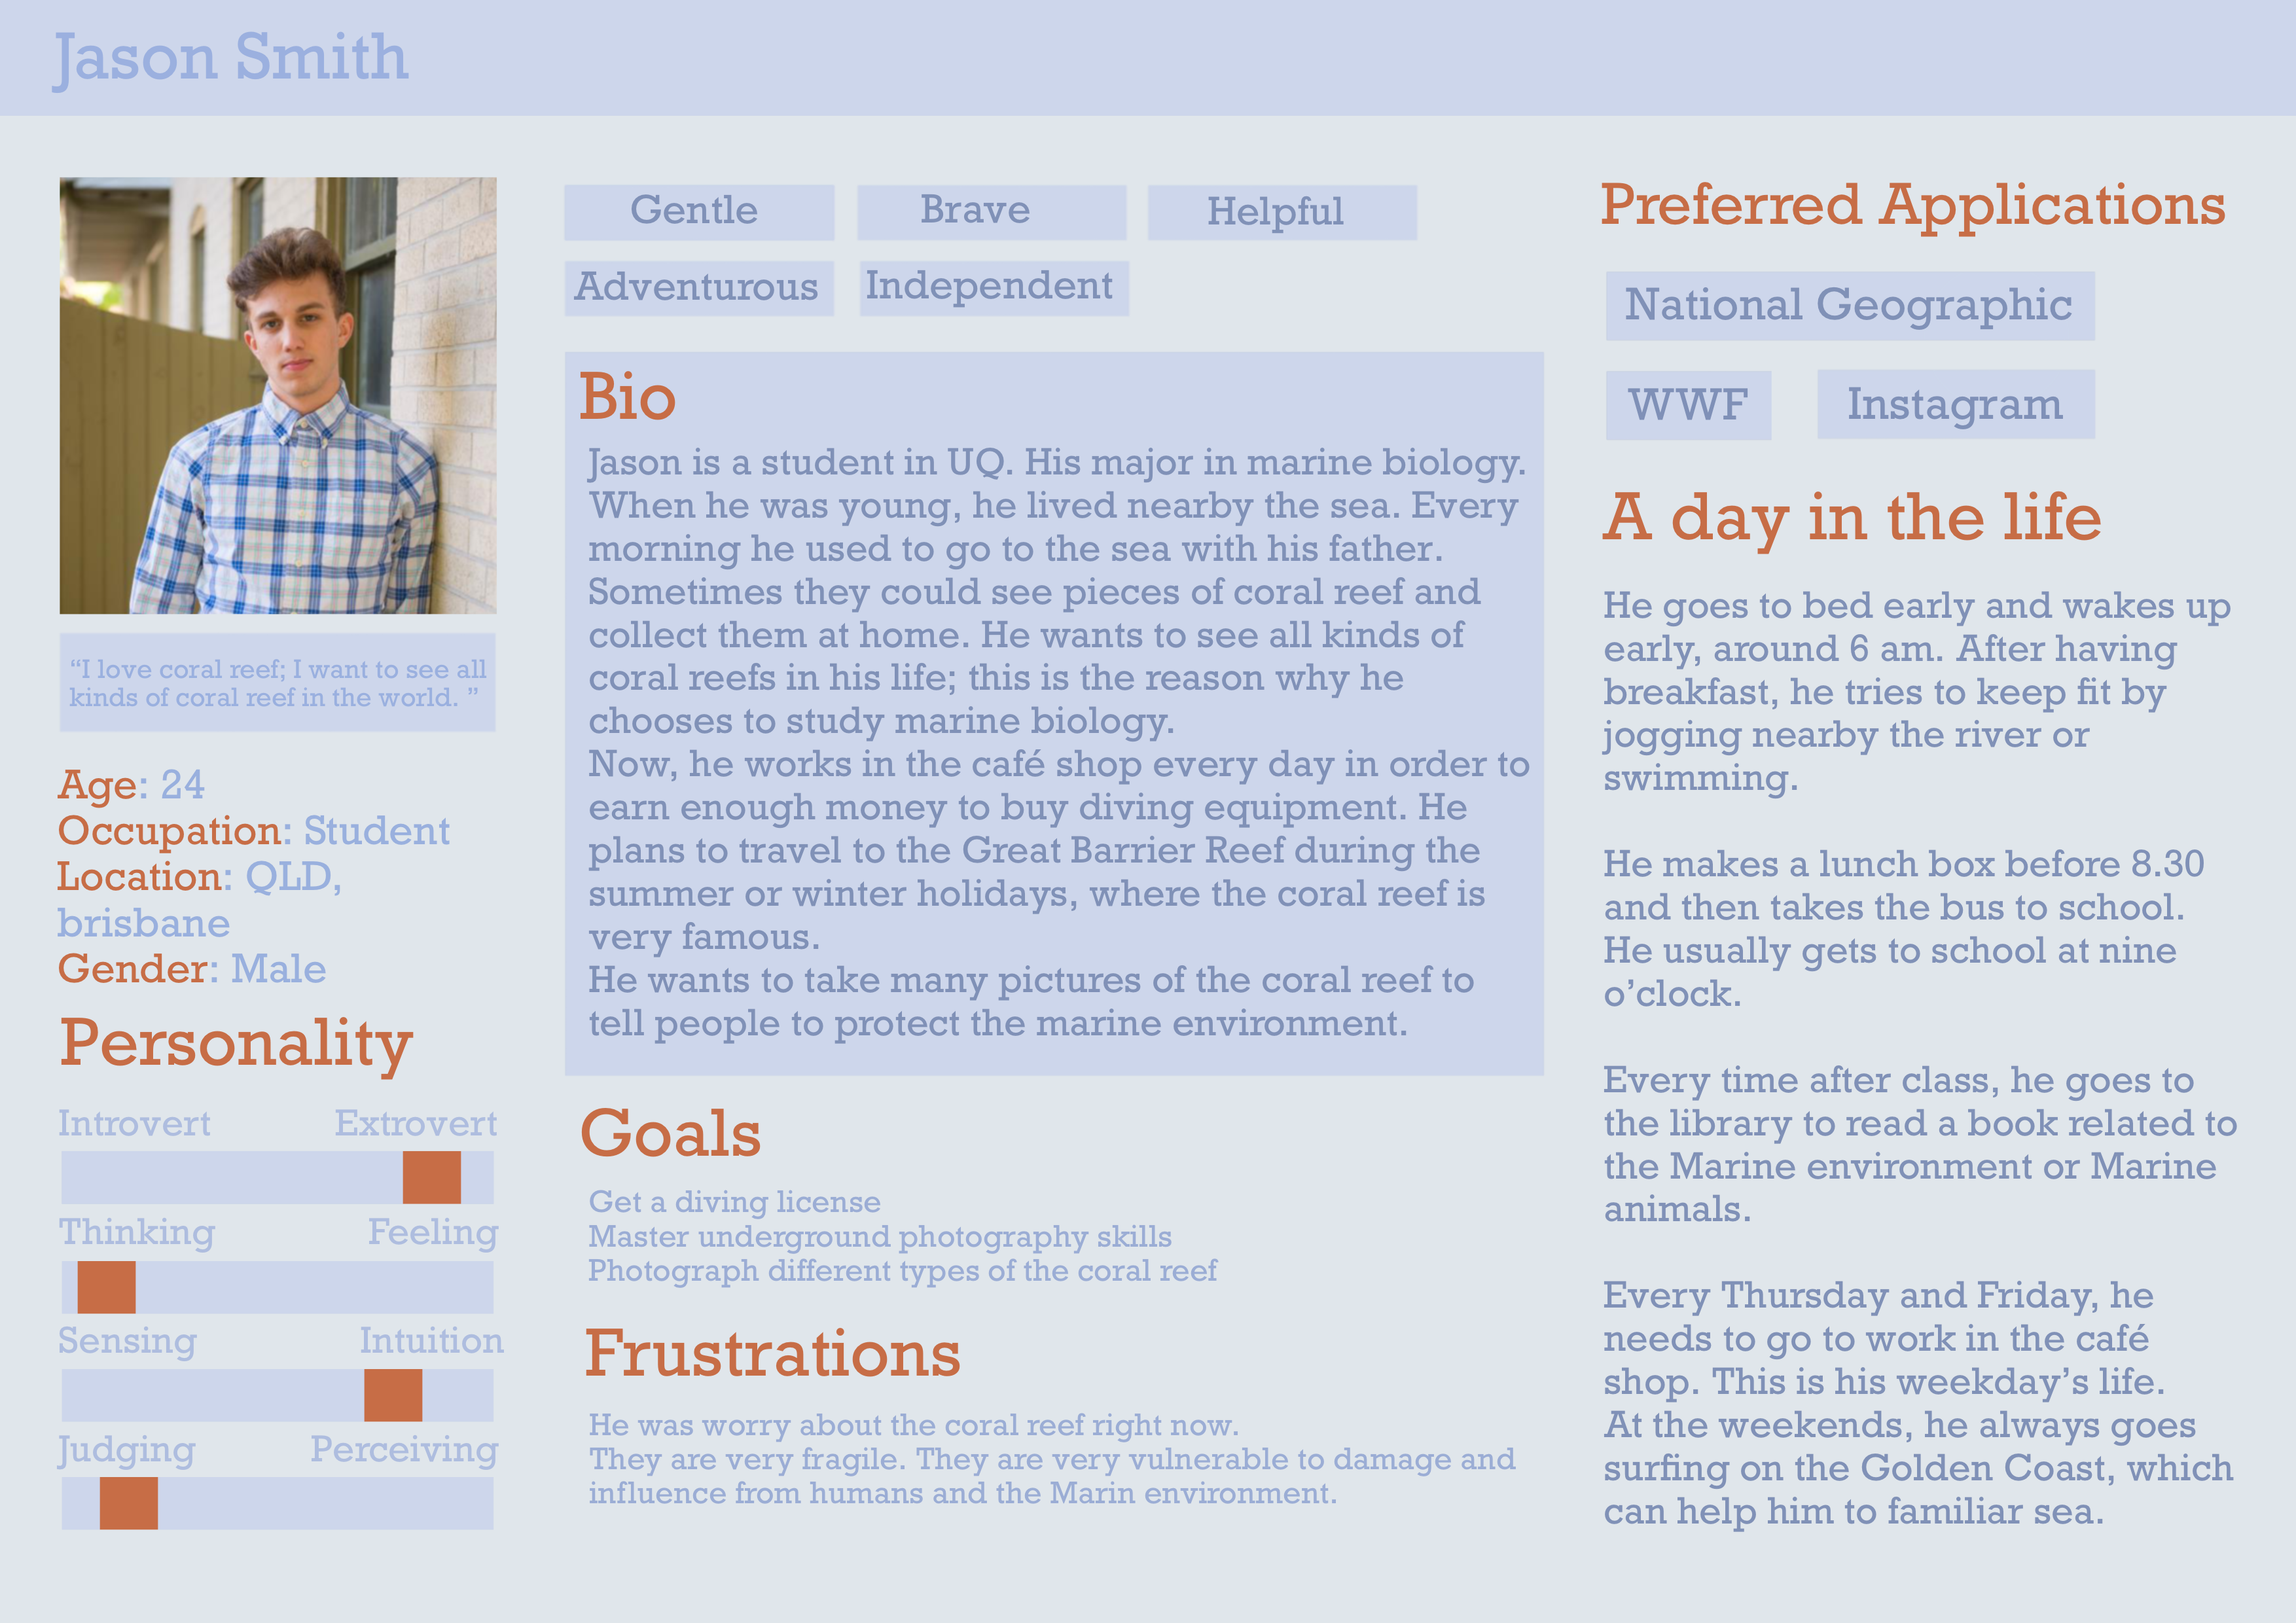 Jason Smith
“I love coral reef; I want to see all
kinds of coral reef in the world. ”
Age: 24
Occupation: Student
Location: QLD,
brisbane
Gender: Male
Personality
Introvert Extrovert
Thinking Feeling
Sensing Intuition
Judging Perceiving
Gentle Brave Helpful
Adventurous Independent
Bio
Jason is a student in UQ. His major in marine biology.
When he was young, he lived nearby the sea. Every
morning he used to go to the sea with his father.
Sometimes they could see pieces of coral reef and
collect them at home. He wants to see all kinds of
coral reefs in his life; this is the reason why he
chooses to study marine biology.
Now, he works in the café shop every day in order to
earn enough money to buy diving equipment. He
plans to travel to the Great Barrier Reef during the
summer or winter holidays, where the coral reef is
very famous.
He wants to take many pictures of the coral reef to
tell people to protect the marine environment.
Goals
Get a diving license
Master underground photography skills
Photograph different types of the coral reef
Frustrations
He was worry about the coral reef right now.
They are very fragile. They are very vulnerable to damage and
influence from humans and the Marin environment.
Preferred Applications
National Geographic
WWF Instagram
A day in the life
He goes to bed early and wakes up
early, around 6 am. After having
breakfast, he tries to keep fit by
jogging nearby the river or
swimming.
He makes a lunch box before 8.30
and then takes the bus to school.
He usually gets to school at nine
o’clock.
Every time after class, he goes to
the library to read a book related to
the Marine environment or Marine
animals.
Every Thursday and Friday, he
needs to go to work in the café
shop. This is his weekday’s life.
At the weekends, he always goes
surfing on the Golden Coast, which
can help him to familiar sea.